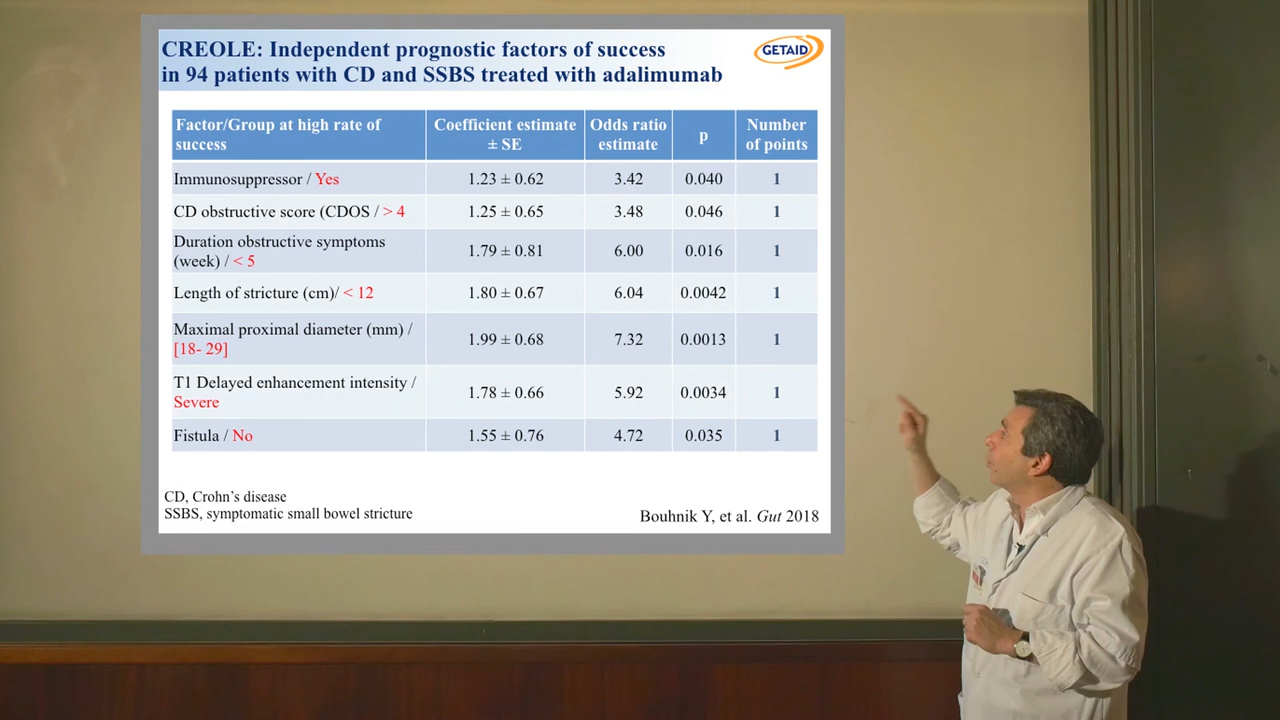 CREOLE: Independent prognostic factors of success
in 94 patients with CD and SSBS treated with adalimumab
GETAID
Factor/Group at high rate of success | Coefficient estimate ± SE | Odds ratio estimate | p | Number of points
Immunosuppressor / Yes | 1.23 ± 0.62 | 3.42 | 0.040 | 1
CD obstructive score (CDOS / > 4 | 1.25 ± 0.65 | 3.48 | 0.046 | 1
Duration obstructive symptoms (week) / < 5 | 1.79 ± 0.81 | 6.00 | 0.016 | 1
Length of stricture (cm)/ < 12 | 1.80 ± 0.67 | 6.04 | 0.0042 | 1
Maximal proximal diameter (mm) / [18- 29] | 1.99 ± 0.68 | 7.32 | 0.0013 | 1
T1 Delayed enhancement intensity / Severe | 1.78 ± 0.66 | 5.92 | 0.0034 | 1
Fistula / No | 1.55 ± 0.76 | 4.72 | 0.035 | 1
CD, Crohn's disease
SSBS, symptomatic small bowel stricture
Bouhnik Y, et al. Gut 2018